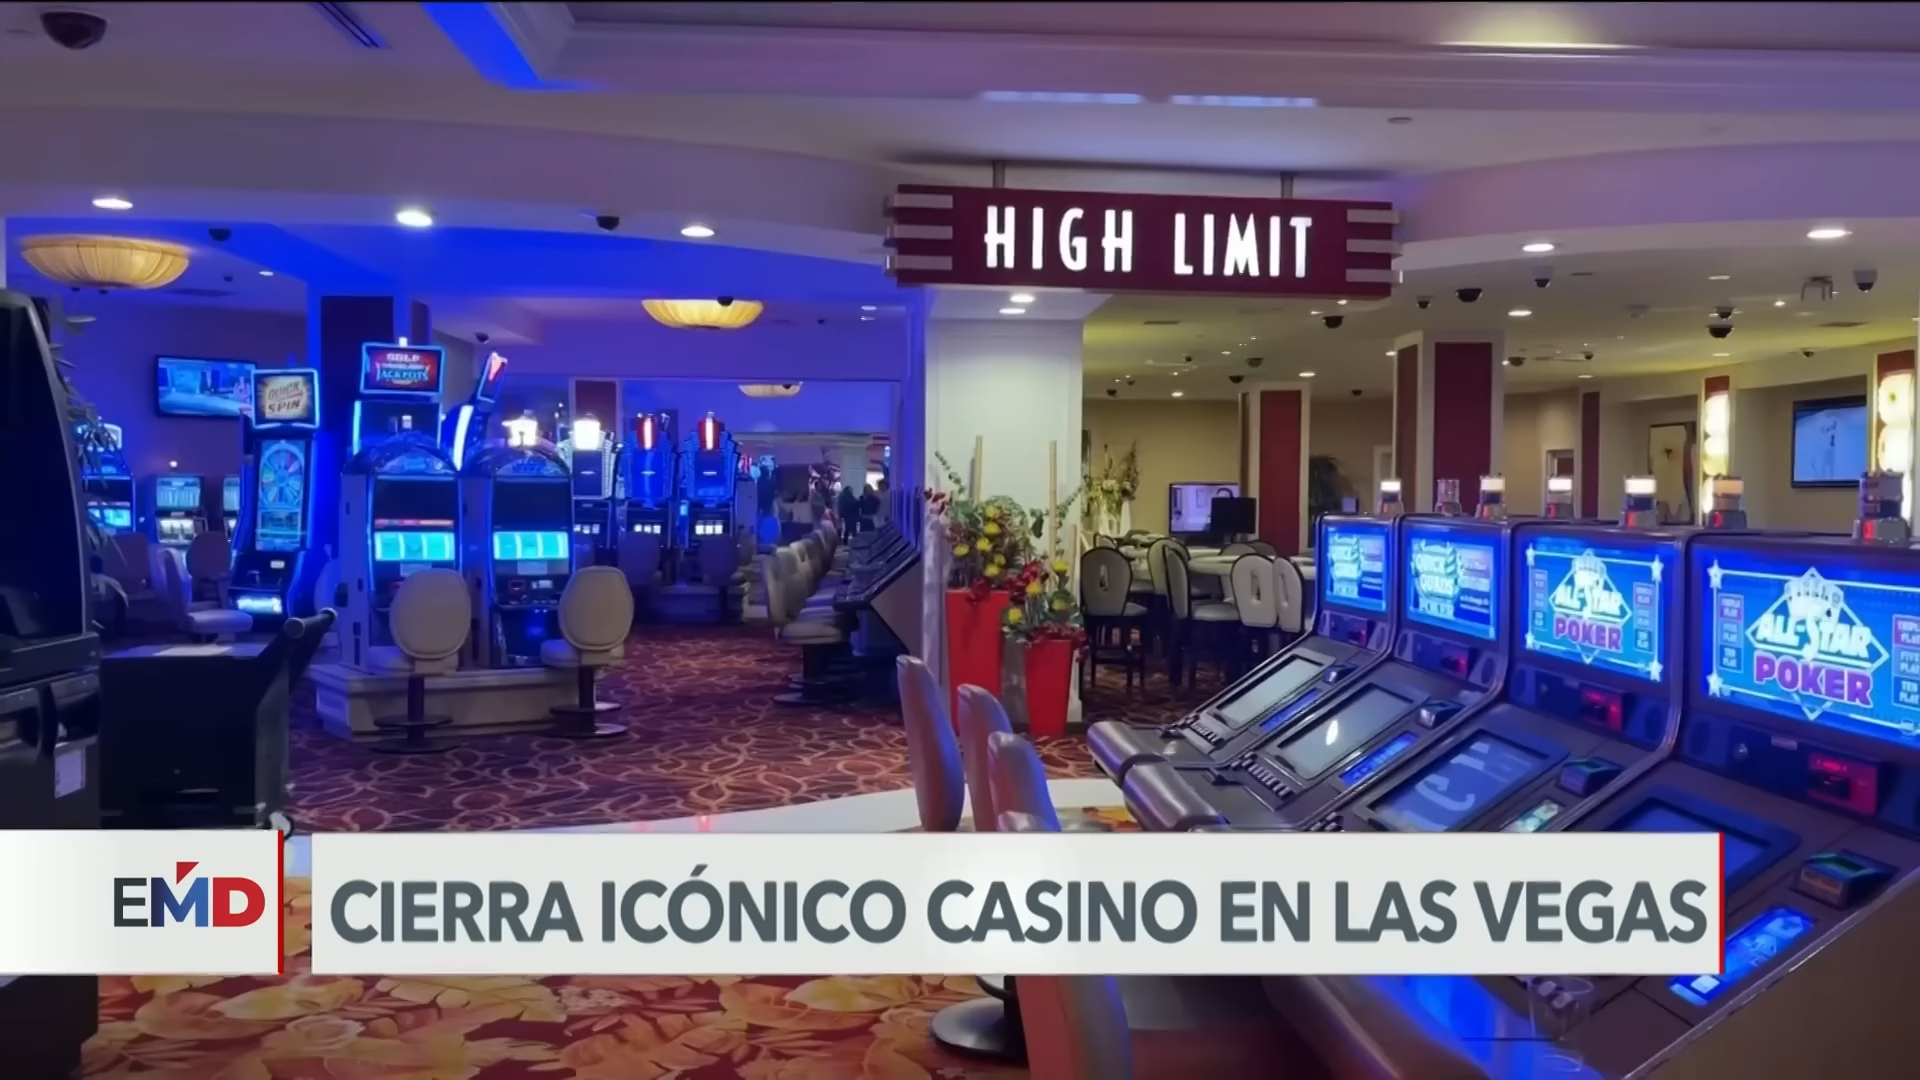 HIGH LIMIT
GOLD
JACKPOTS
QUICK
SPIN
QUICK
QUADS
POKER
ALL-STAR
POKER
ALL-STAR
POKER
EMD
CIERRA ICÓNICO CASINO EN LAS VEGAS